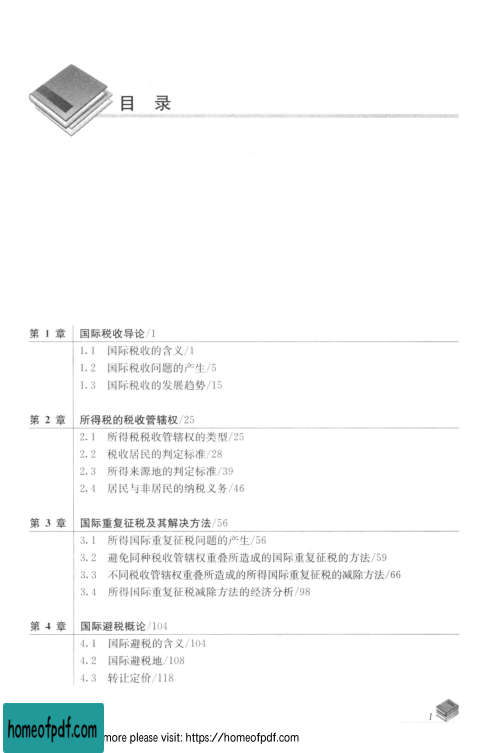 目 录
第 1 章 国际税收导论/1
1.1 国际税收的含义/1
1.2 国际税收问题的产生/5
1.3 国际税收的发展趋势/15
第 2 章 所得税的税收管辖权/25
2.1 所得税税收管辖权的类型/25
2.2 税收居民的判定标准/28
2.3 所得来源地的判定标准/39
2.4 居民与非居民的纳税义务/46
第 3 章 国际重复征税及其解决方法/56
3.1 所得国际重复征税问题的产生/56
3.2 避免同种税收管辖权重叠所造成的国际重复征税的方法/59
3.3 不同税收管辖权重叠所造成的所得国际重复征税的减除方法/66
3.4 所得国际重复征税减除方法的经济分析/98
第 4 章 国际避税概论/104
4.1 国际避税的含义/104
4.2 国际避税地/108
4.3 转让定价/118
1
homeofpdf.com
more please visit: https://homeofpdf.com